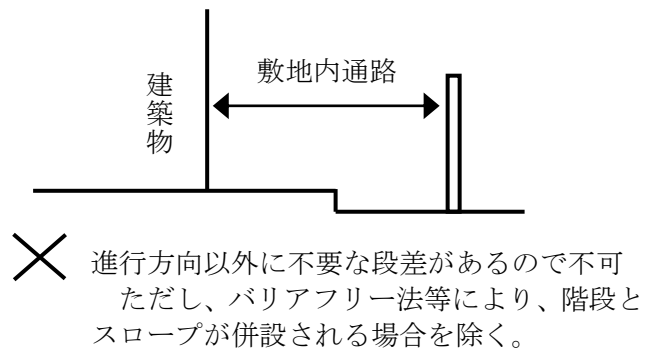 敷地内通路
建築物
進行方向以外に不要な段差があるので不可
ただし、バリアフリー法等により、階段と
スロープが併設される場合を除く。